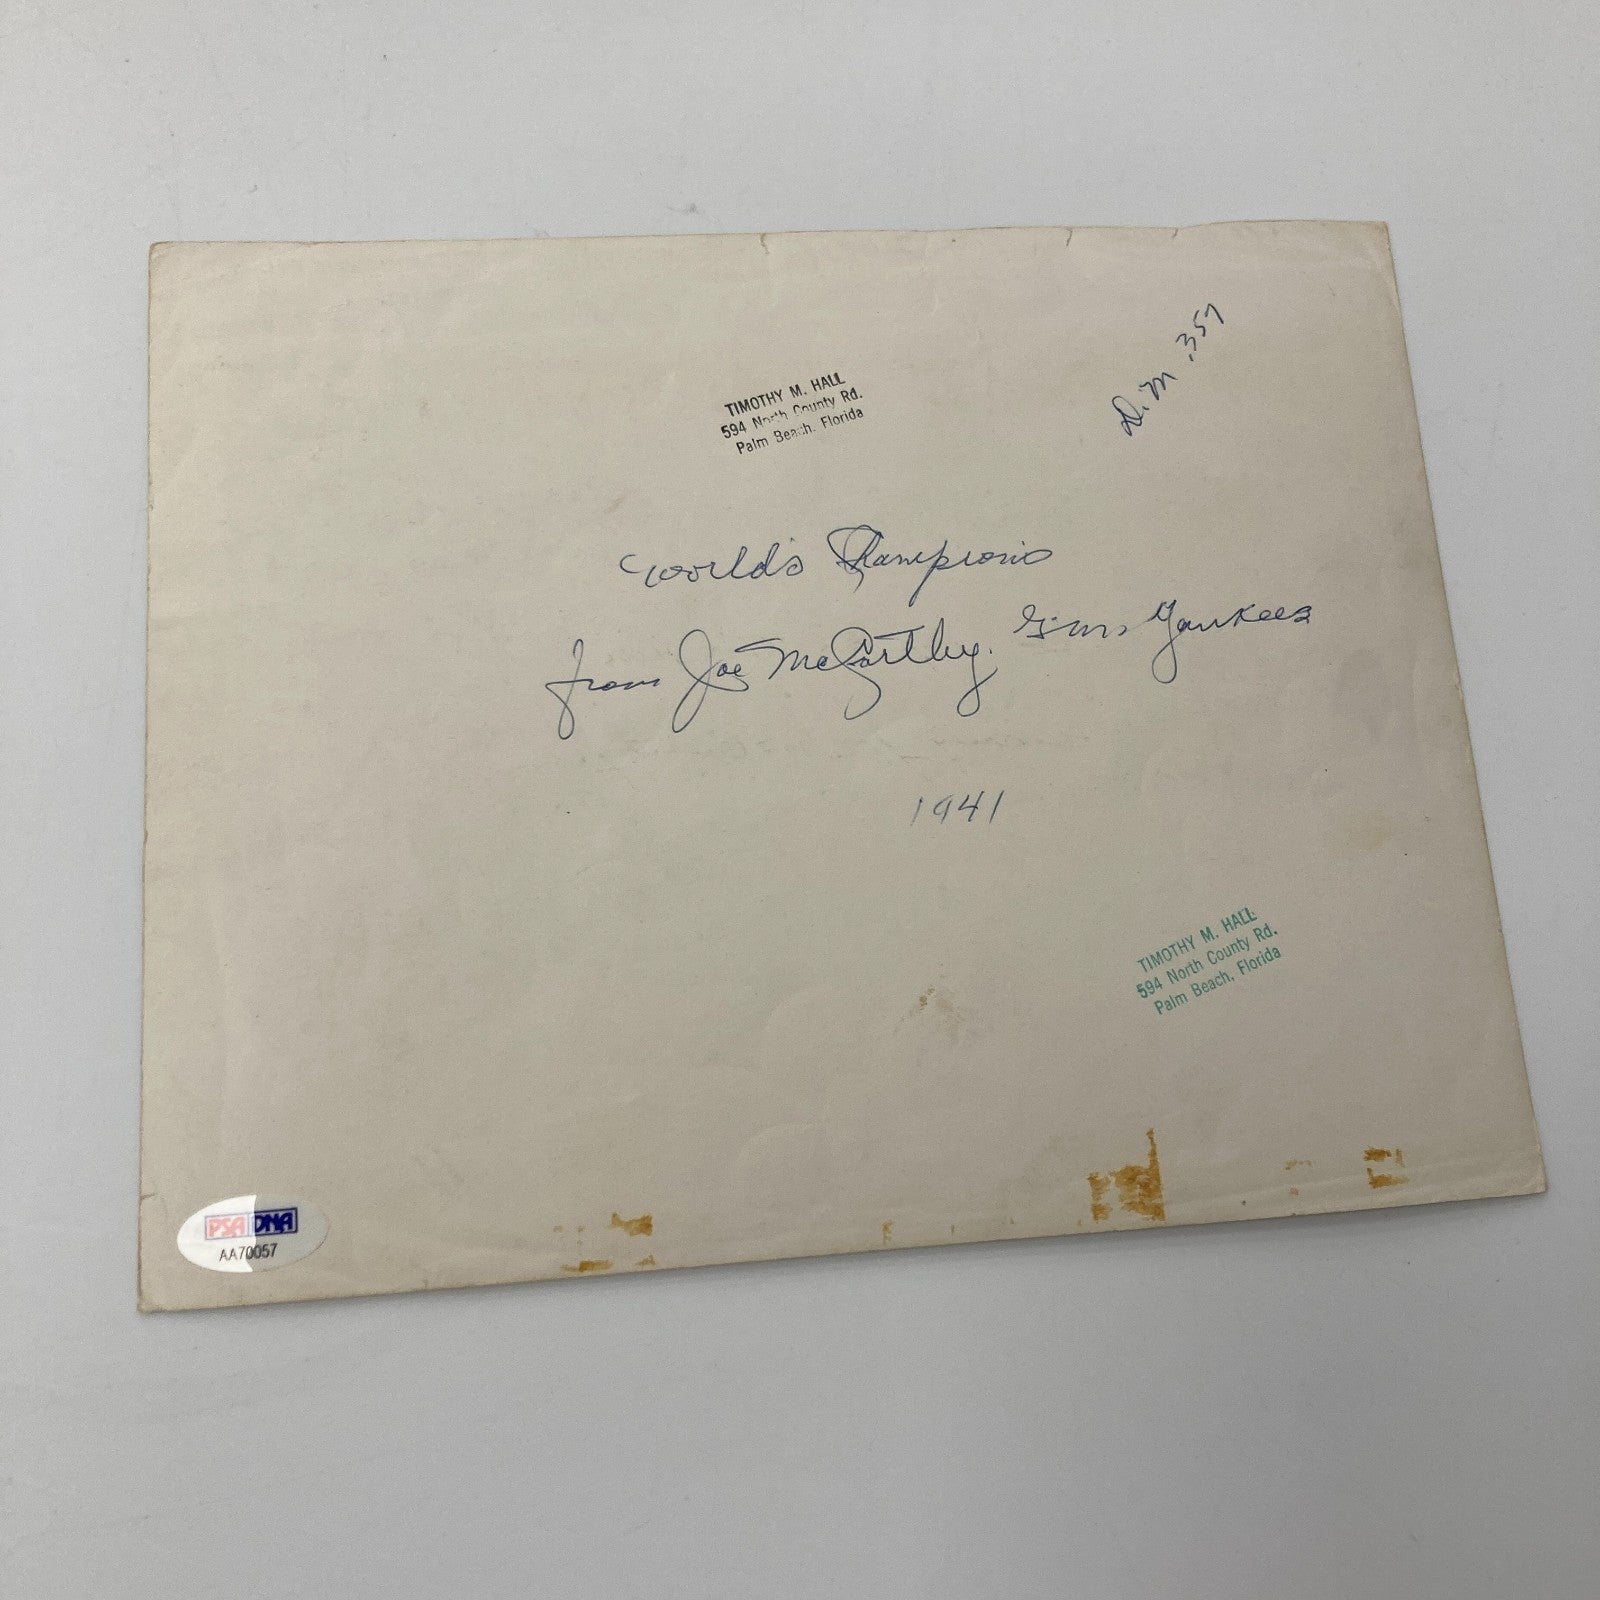 TIMOTHY M. HALL
594 North County Rd.
Palm Beach, Florida
.357
World's Champions
from Joe McCarthy. Yankees
1941
TIMOTHY M. HALL
594 North County Rd.
Palm Beach, Florida
PSA DNA
AA70057